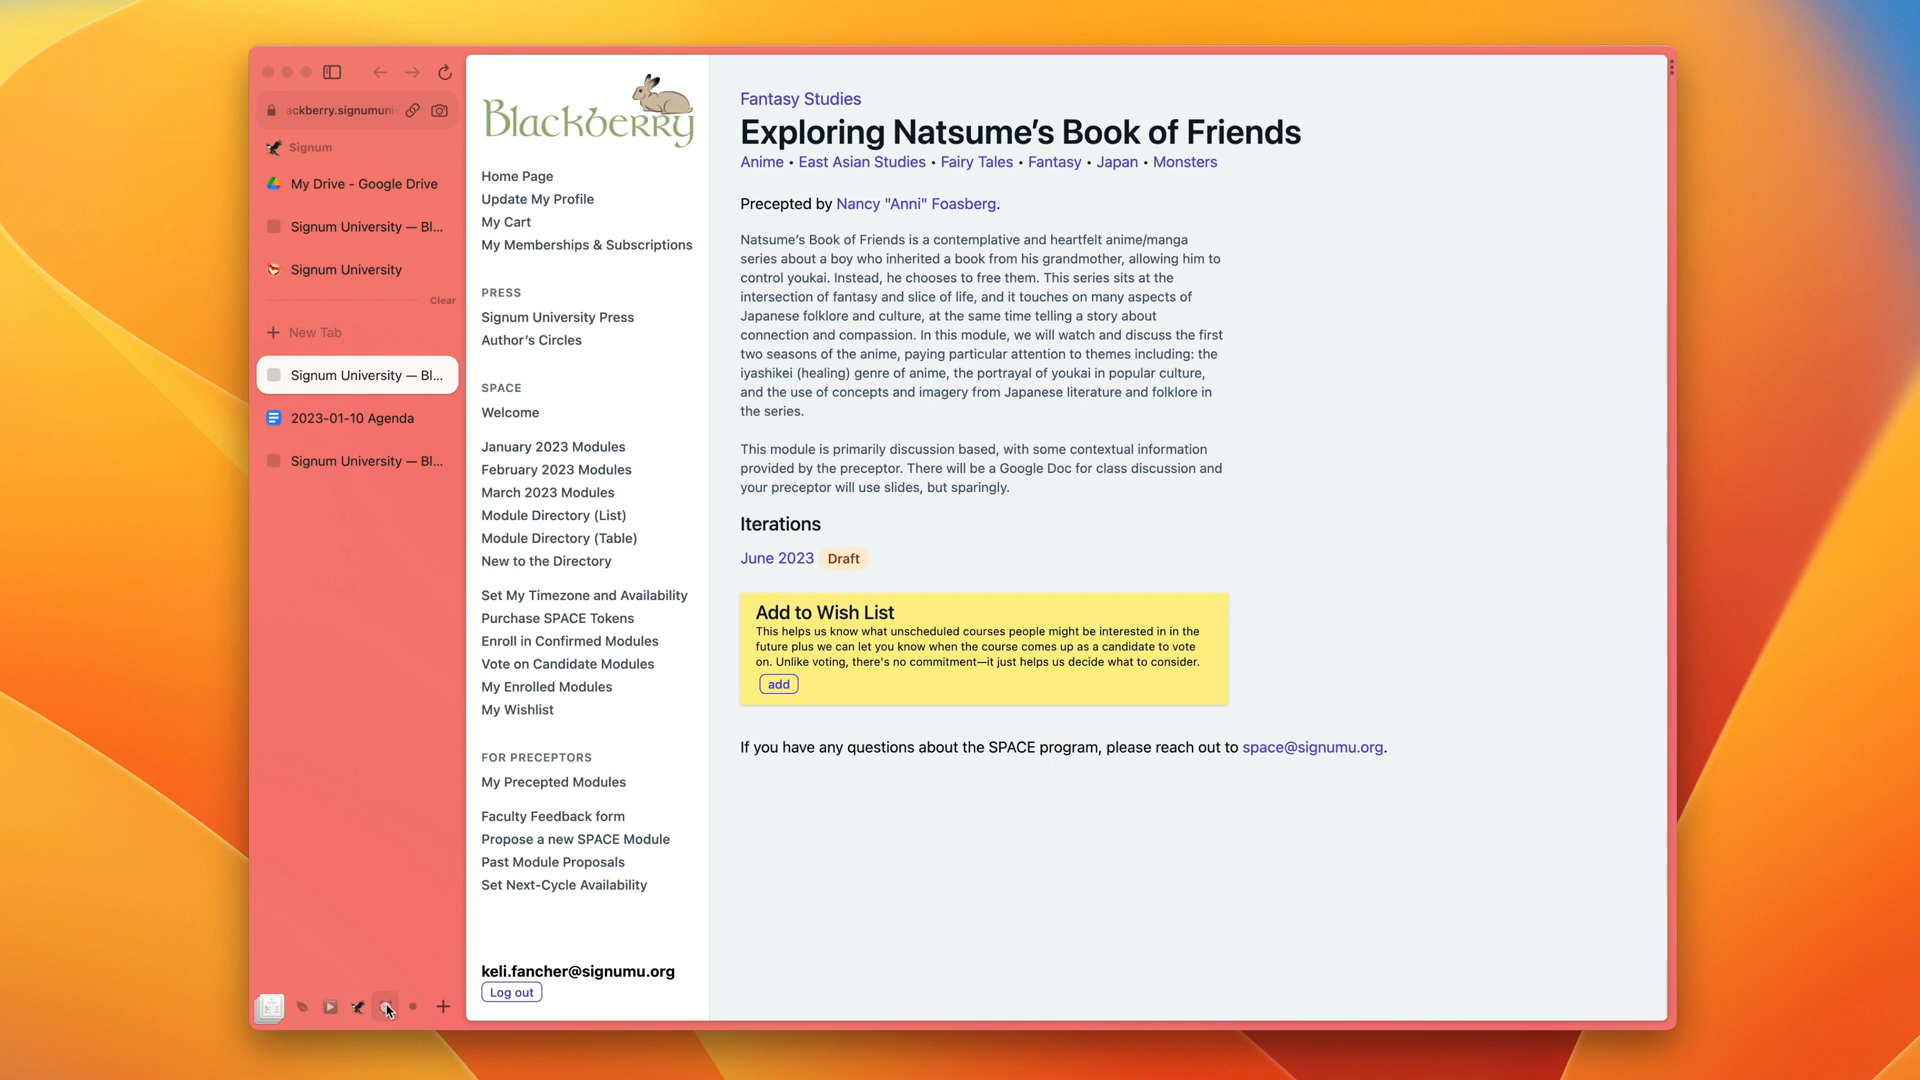 ackberry.signumuni
Signum
My Drive - Google Drive
Signum University — Bl...
Signum University
Clear
New Tab
Signum University — Bl...
2023-01-10 Agenda
Signum University — Bl...
Blackberry
Home Page
Update My Profile
My Cart
My Memberships & Subscriptions
PRESS
Signum University Press
Author's Circles
SPACE
Welcome
January 2023 Modules
February 2023 Modules
March 2023 Modules
Module Directory (List)
Module Directory (Table)
New to the Directory
Set My Timezone and Availability
Purchase SPACE Tokens
Enroll in Confirmed Modules
Vote on Candidate Modules
My Enrolled Modules
My Wishlist
FOR PRECEPTORS
My Precepted Modules
Faculty Feedback form
Propose a new SPACE Module
Past Module Proposals
Set Next-Cycle Availability
keli.fancher@signumu.org
Log out
Fantasy Studies
Exploring Natsume's Book of Friends
Anime • East Asian Studies • Fairy Tales • Fantasy • Japan • Monsters
Precepted by Nancy "Anni" Foasberg.
Natsume's Book of Friends is a contemplative and heartfelt anime/manga
series about a boy who inherited a book from his grandmother, allowing him to
control youkai. Instead, he chooses to free them. This series sits at the
intersection of fantasy and slice of life, and it touches on many aspects of
Japanese folklore and culture, at the same time telling a story about
connection and compassion. In this module, we will watch and discuss the first
two seasons of the anime, paying particular attention to themes including: the
iyashikei (healing) genre of anime, the portrayal of youkai in popular culture,
and the use of concepts and imagery from Japanese literature and folklore in
the series.
This module is primarily discussion based, with some contextual information
provided by the preceptor. There will be a Google Doc for class discussion and
your preceptor will use slides, but sparingly.
Iterations
June 2023 Draft
Add to Wish List
This helps us know what unscheduled courses people might be interested in in the
future plus we can let you know when the course comes up as a candidate to vote
on. Unlike voting, there's no commitment—it just helps us decide what to consider.
add
If you have any questions about the SPACE program, please reach out to space@signumu.org.